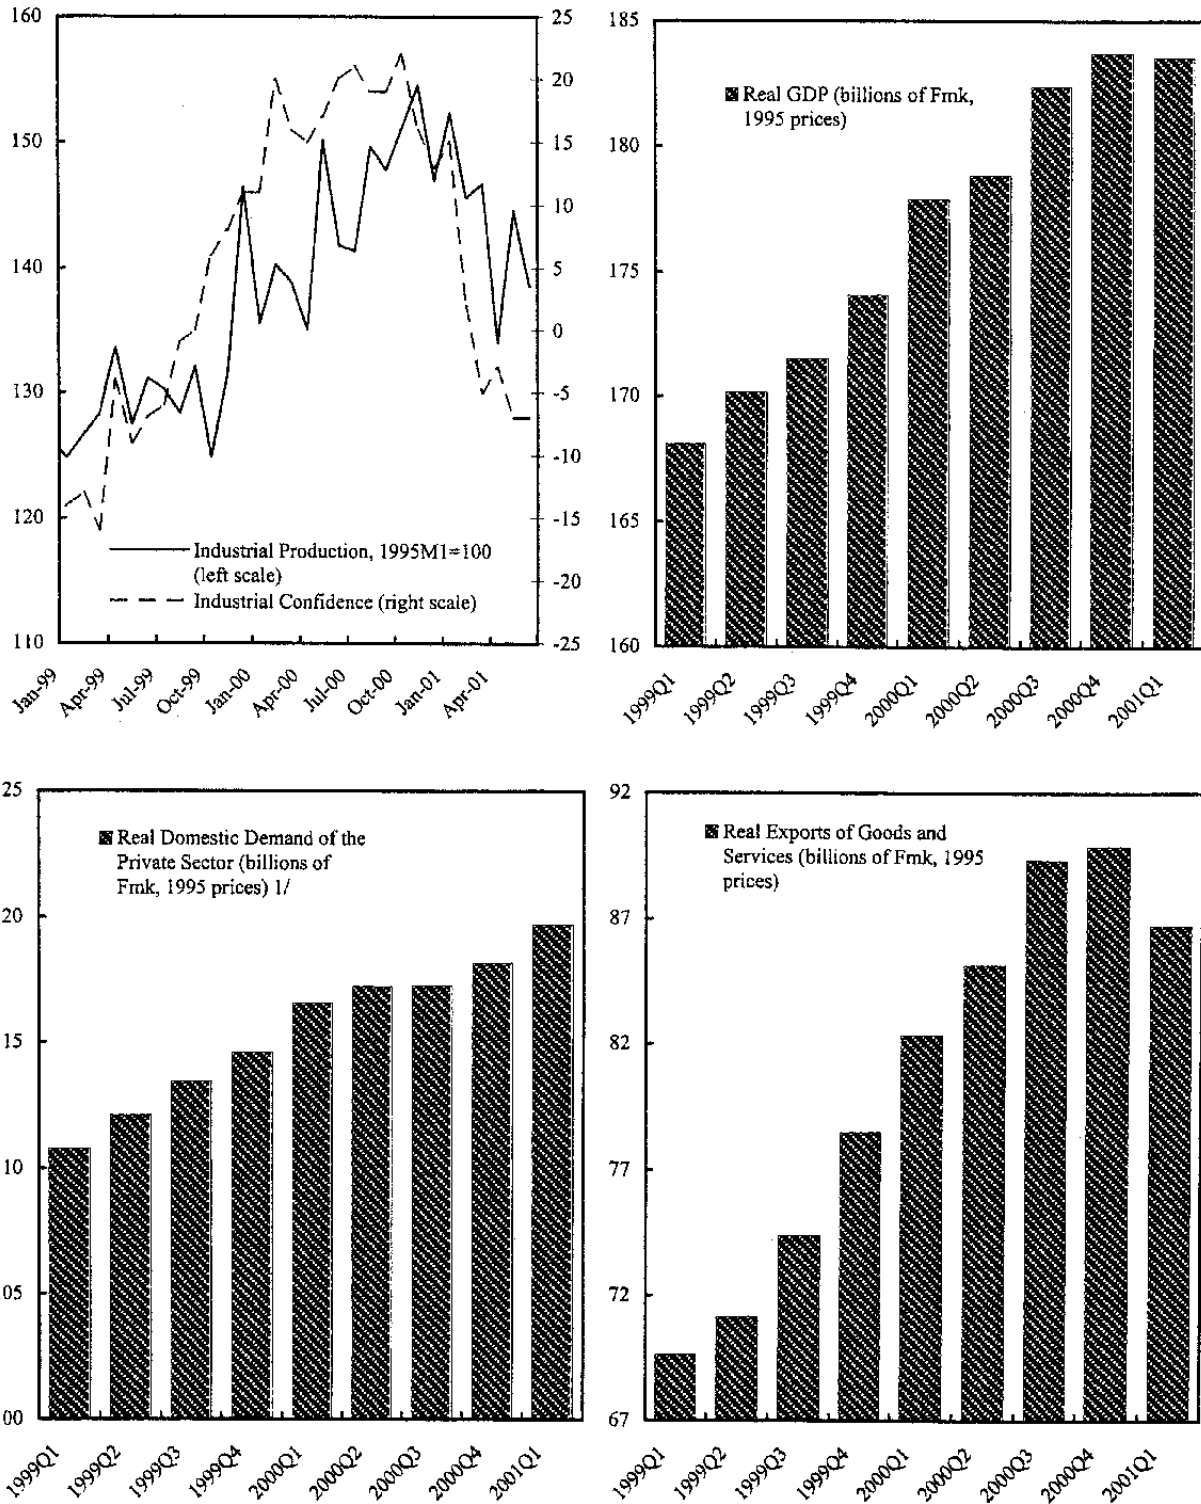 160
150
140
130
120
110
25
20
15
10
5
0
-5
-10
-15
-20
-25
Industrial Production, 1995M1=100
(left scale)
Industrial Confidence (right scale)
Jan-99
Apr-99
Jul-99
Oct-99
Jan-00
Apr-00
Jul-00
Oct-00
Jan-01
Apr-01
185
180
175
170
165
160
Real GDP (billions of Fmk,
1995 prices)
1999Q1
1999Q2
1999Q3
1999Q4
2000Q1
2000Q2
2000Q3
2000Q4
2001Q1
25
20
15
10
05
00
Real Domestic Demand of the
Private Sector (billions of
Fmk, 1995 prices) 1/
1999Q1
1999Q2
1999Q3
1999Q4
2000Q1
2000Q2
2000Q3
2000Q4
2001Q1
92
87
82
77
72
67
Real Exports of Goods and
Services (billions of Fmk, 1995
prices)
1999Q1
1999Q2
1999Q3
1999Q4
2000Q1
2000Q2
2000Q3
2000Q4
2001Q1